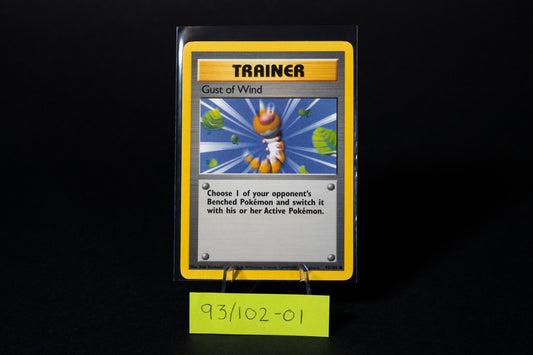 TRAINER
Gust of Wind
Choose 1 of your opponent's
Benched Pokémon and switch it
with his or her Active Pokémon.
93/102-01